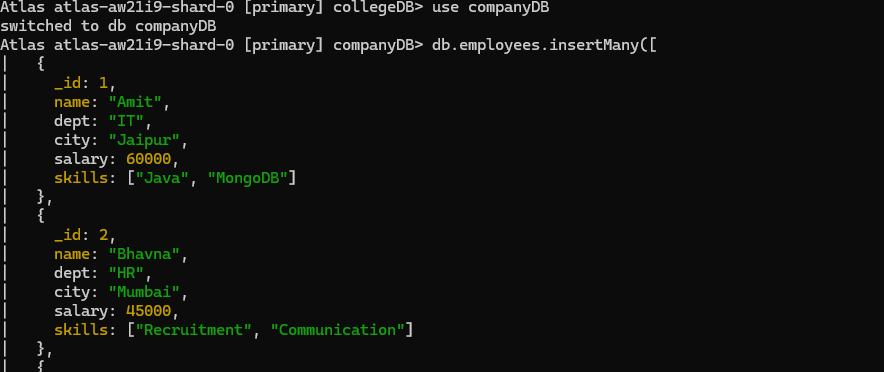 Atlas atlas-aw21i9-shard-0 [primary] collegeDB> use companyDB
switched to db companyDB
Atlas atlas-aw21i9-shard-0 [primary] companyDB> db.employees.insertMany([
|   {
|     _id: 1,
|     name: "Amit",
|     dept: "IT",
|     city: "Jaipur",
|     salary: 60000,
|     skills: ["Java", "MongoDB"]
|   },
|   {
|     _id: 2,
|     name: "Bhavna",
|     dept: "HR",
|     city: "Mumbai",
|     salary: 45000,
|     skills: ["Recruitment", "Communication"]
|   },
|   {